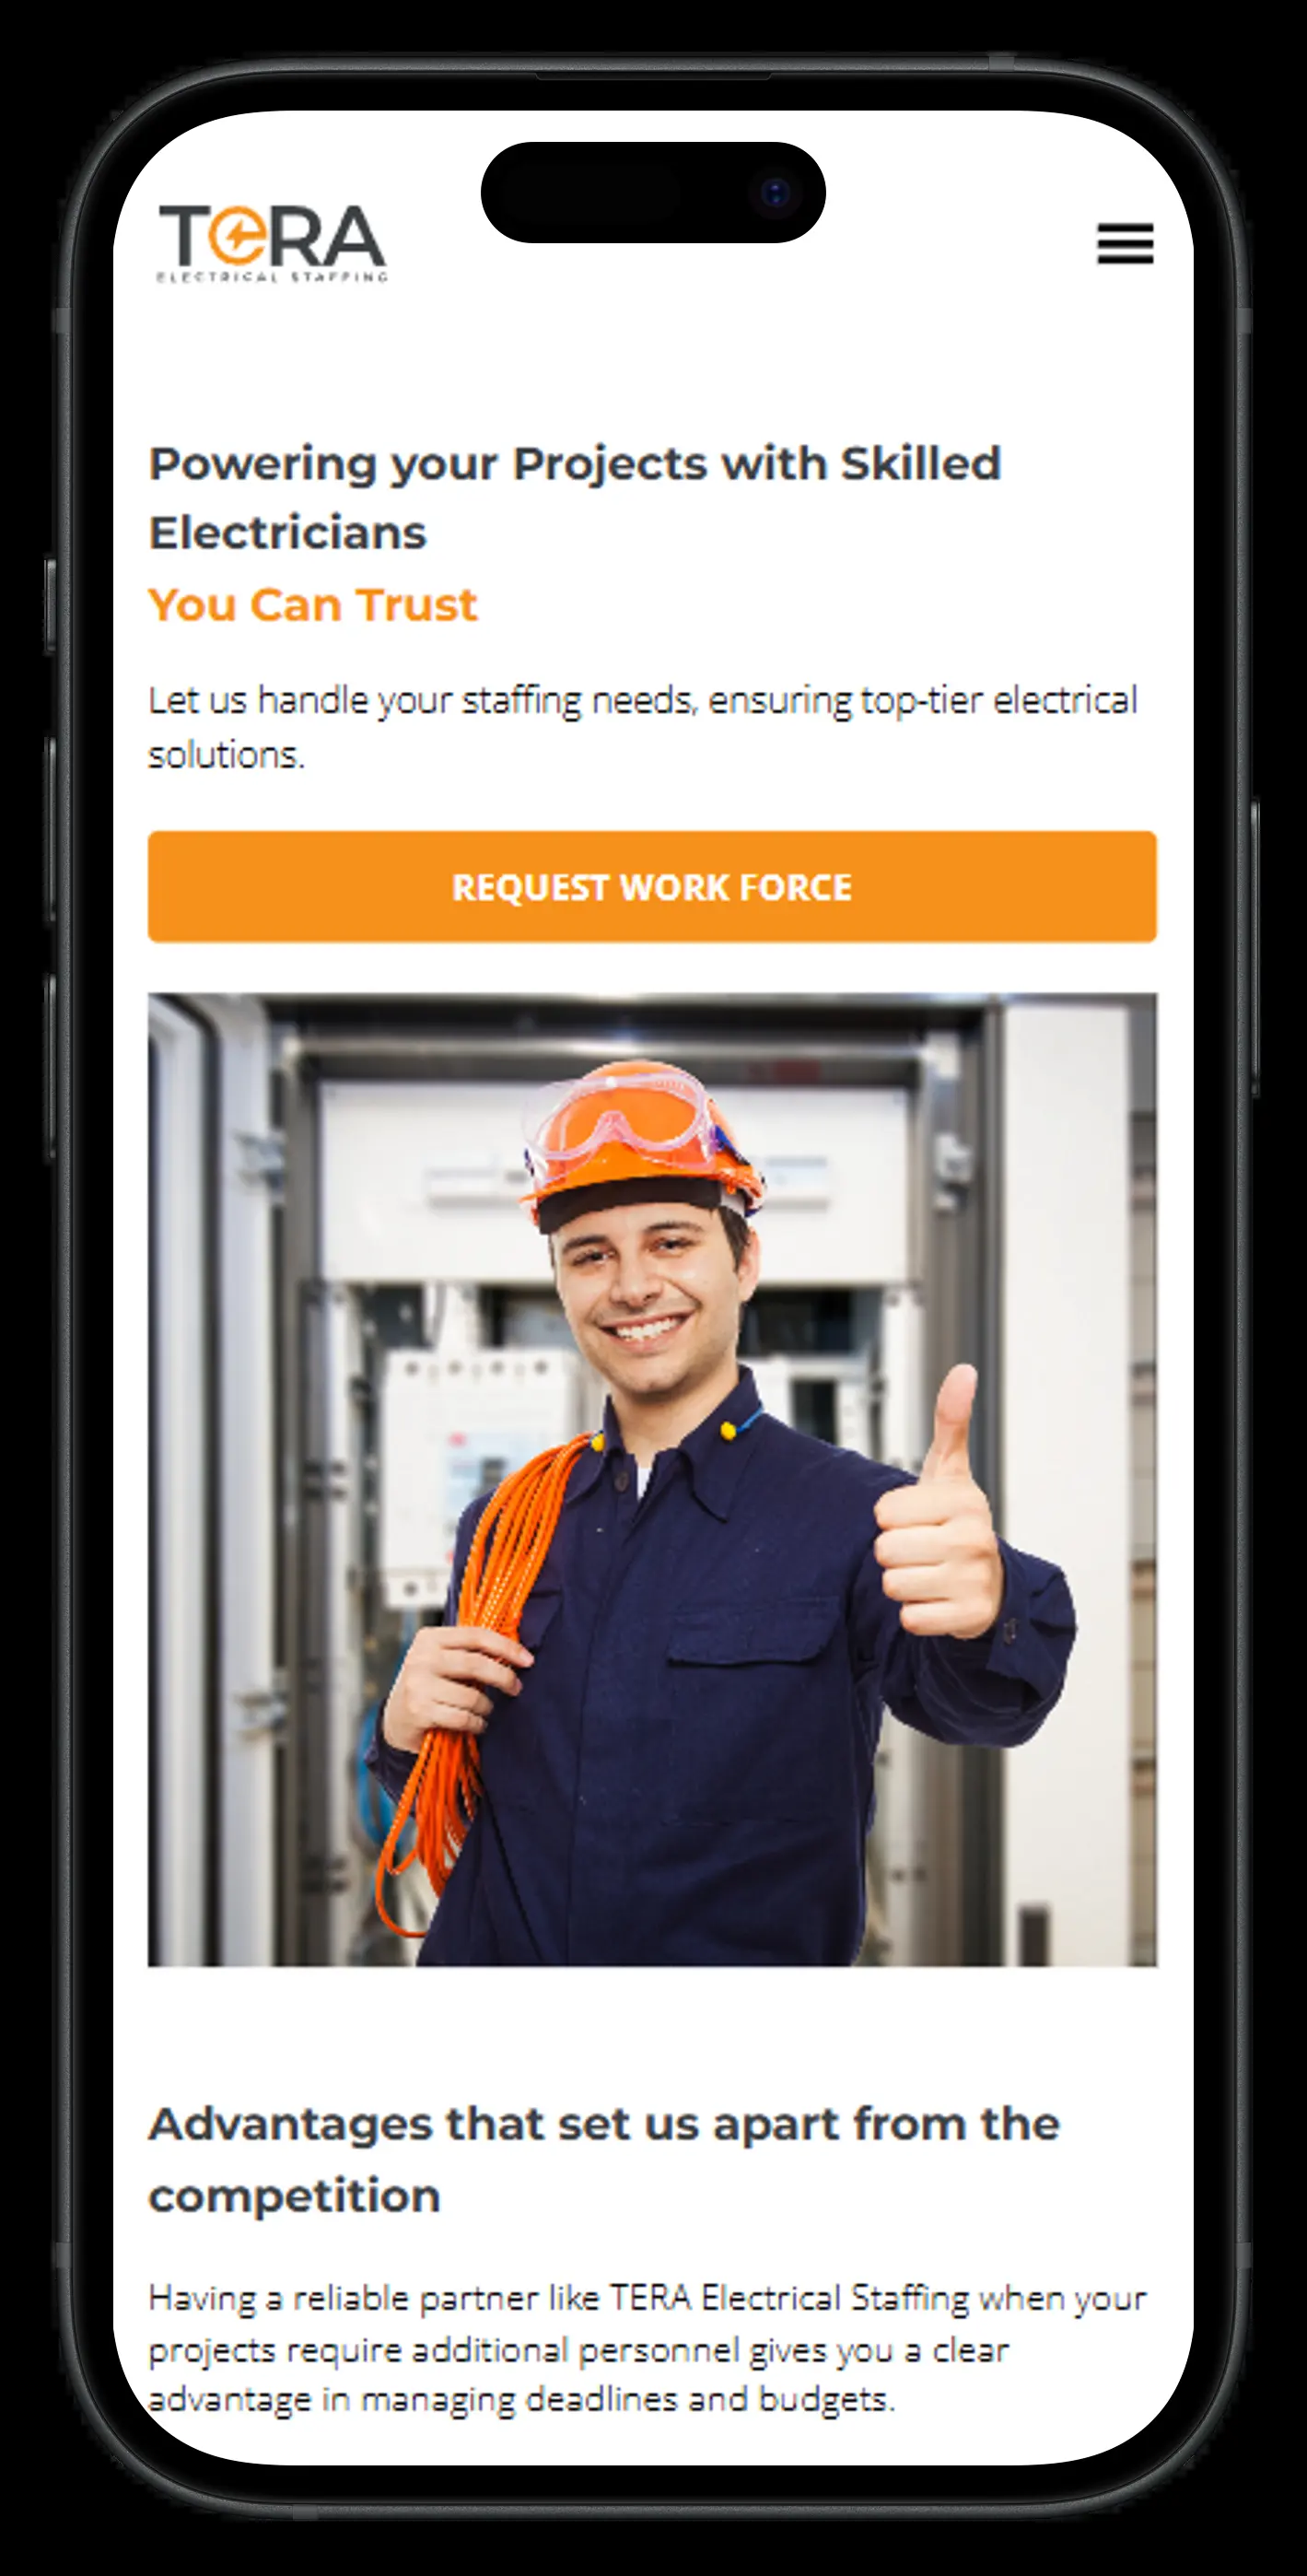 TeRA
ELECTRICAL STAFFING
Powering your Projects with Skilled
Electricians
You Can Trust
Let us handle your staffing needs, ensuring top-tier electrical
solutions.
REQUEST WORK FORCE
Advantages that set us apart from the
competition
Having a reliable partner like TERA Electrical Staffing when your
projects require additional personnel gives you a clear
advantage in managing deadlines and budgets.